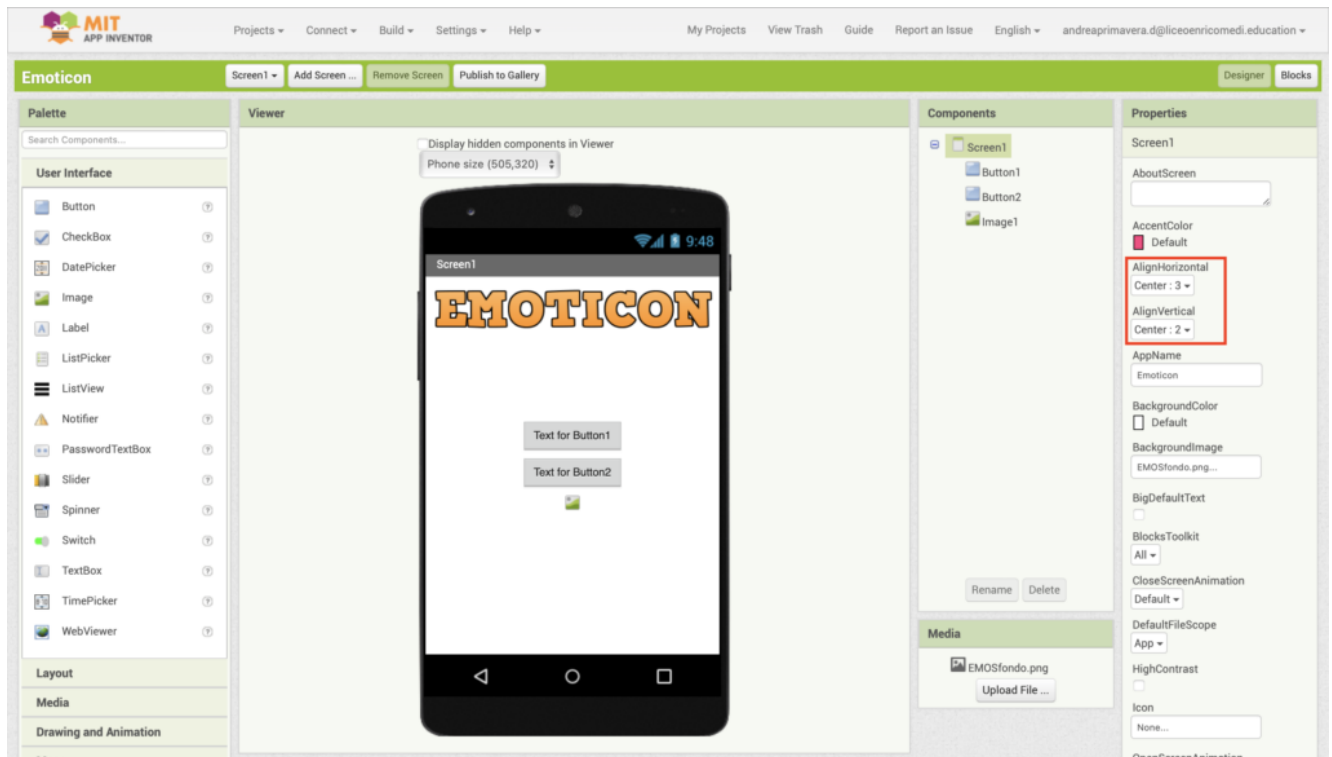 MIT
APP INVENTOR
Projects Connect Build Settings Help My Projects View Trash Guide Report an Issue English andreaprimavera.d@liceoenricomedi.education
Emoticon Screen1 Add Screen ... Remove Screen Publish to Gallery Designer Blocks
Palette
Search Components...
User Interface
Button
CheckBox
DatePicker
Image
Label
ListPicker
ListView
Notifier
PasswordTextBox
Slider
Spinner
Switch
TextBox
TimePicker
WebViewer
Layout
Media
Drawing and Animation
Viewer
Display hidden components in Viewer
Phone size (505,320)
9:48
Screen1
EMOTICON
Text for Button1
Text for Button2
Components
Screen1
Button1
Button2
Image1
Rename Delete
Media
EMOSfondo.png
Upload File ...
Properties
Screen1
AboutScreen
AccentColor
Default
AlignHorizontal
Center : 3
AlignVertical
Center : 2
AppName
Emoticon
BackgroundColor
Default
BackgroundImage
EMOSfondo.png...
BigDefaultText
BlocksToolkit
All
CloseScreenAnimation
Default
DefaultFileScope
App
HighContrast
Icon
None...
OpenScreenAnimation